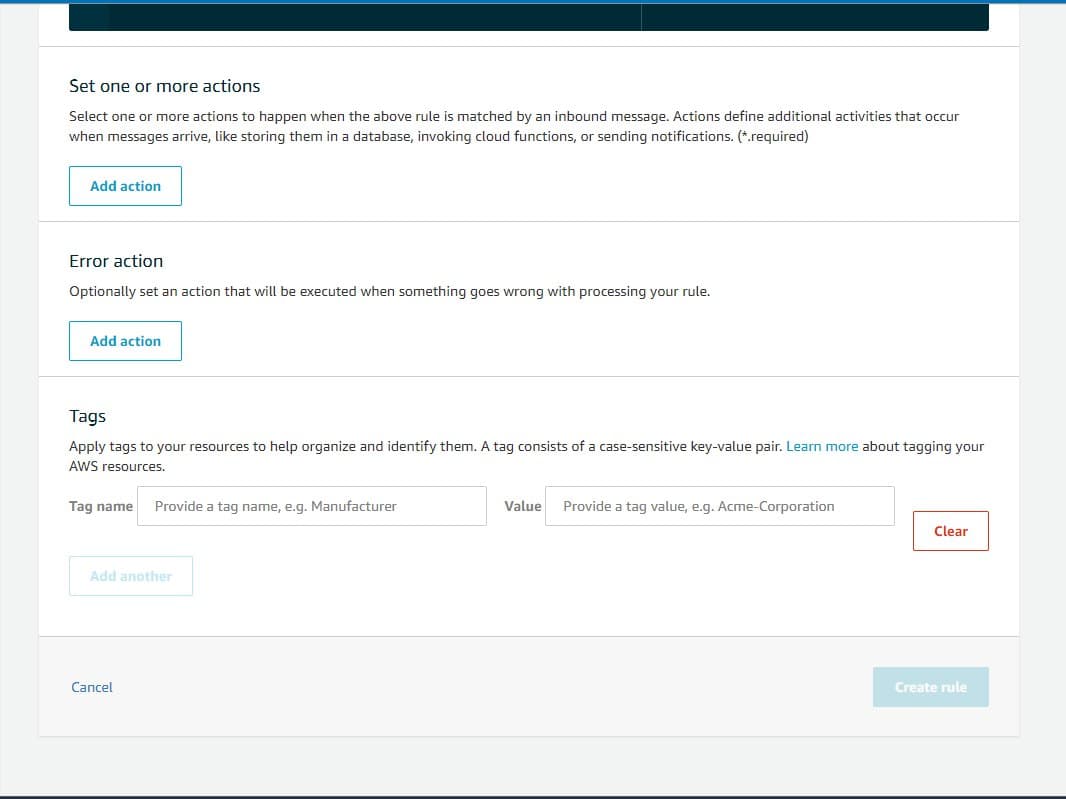 Set one or more actions
Select one or more actions to happen when the above rule is matched by an inbound message. Actions define additional activities that occur
when messages arrive, like storing them in a database, invoking cloud functions, or sending notifications. (*.required)
Add action
Error action
Optionally set an action that will be executed when something goes wrong with processing your rule.
Add action
Tags
Apply tags to your resources to help organize and identify them. A tag consists of a case-sensitive key-value pair. Learn more about tagging your
AWS resources.
Tag name Provide a tag name, e.g. Manufacturer Value Provide a tag value, e.g. Acme-Corporation
Clear
Add another
Cancel Create rule